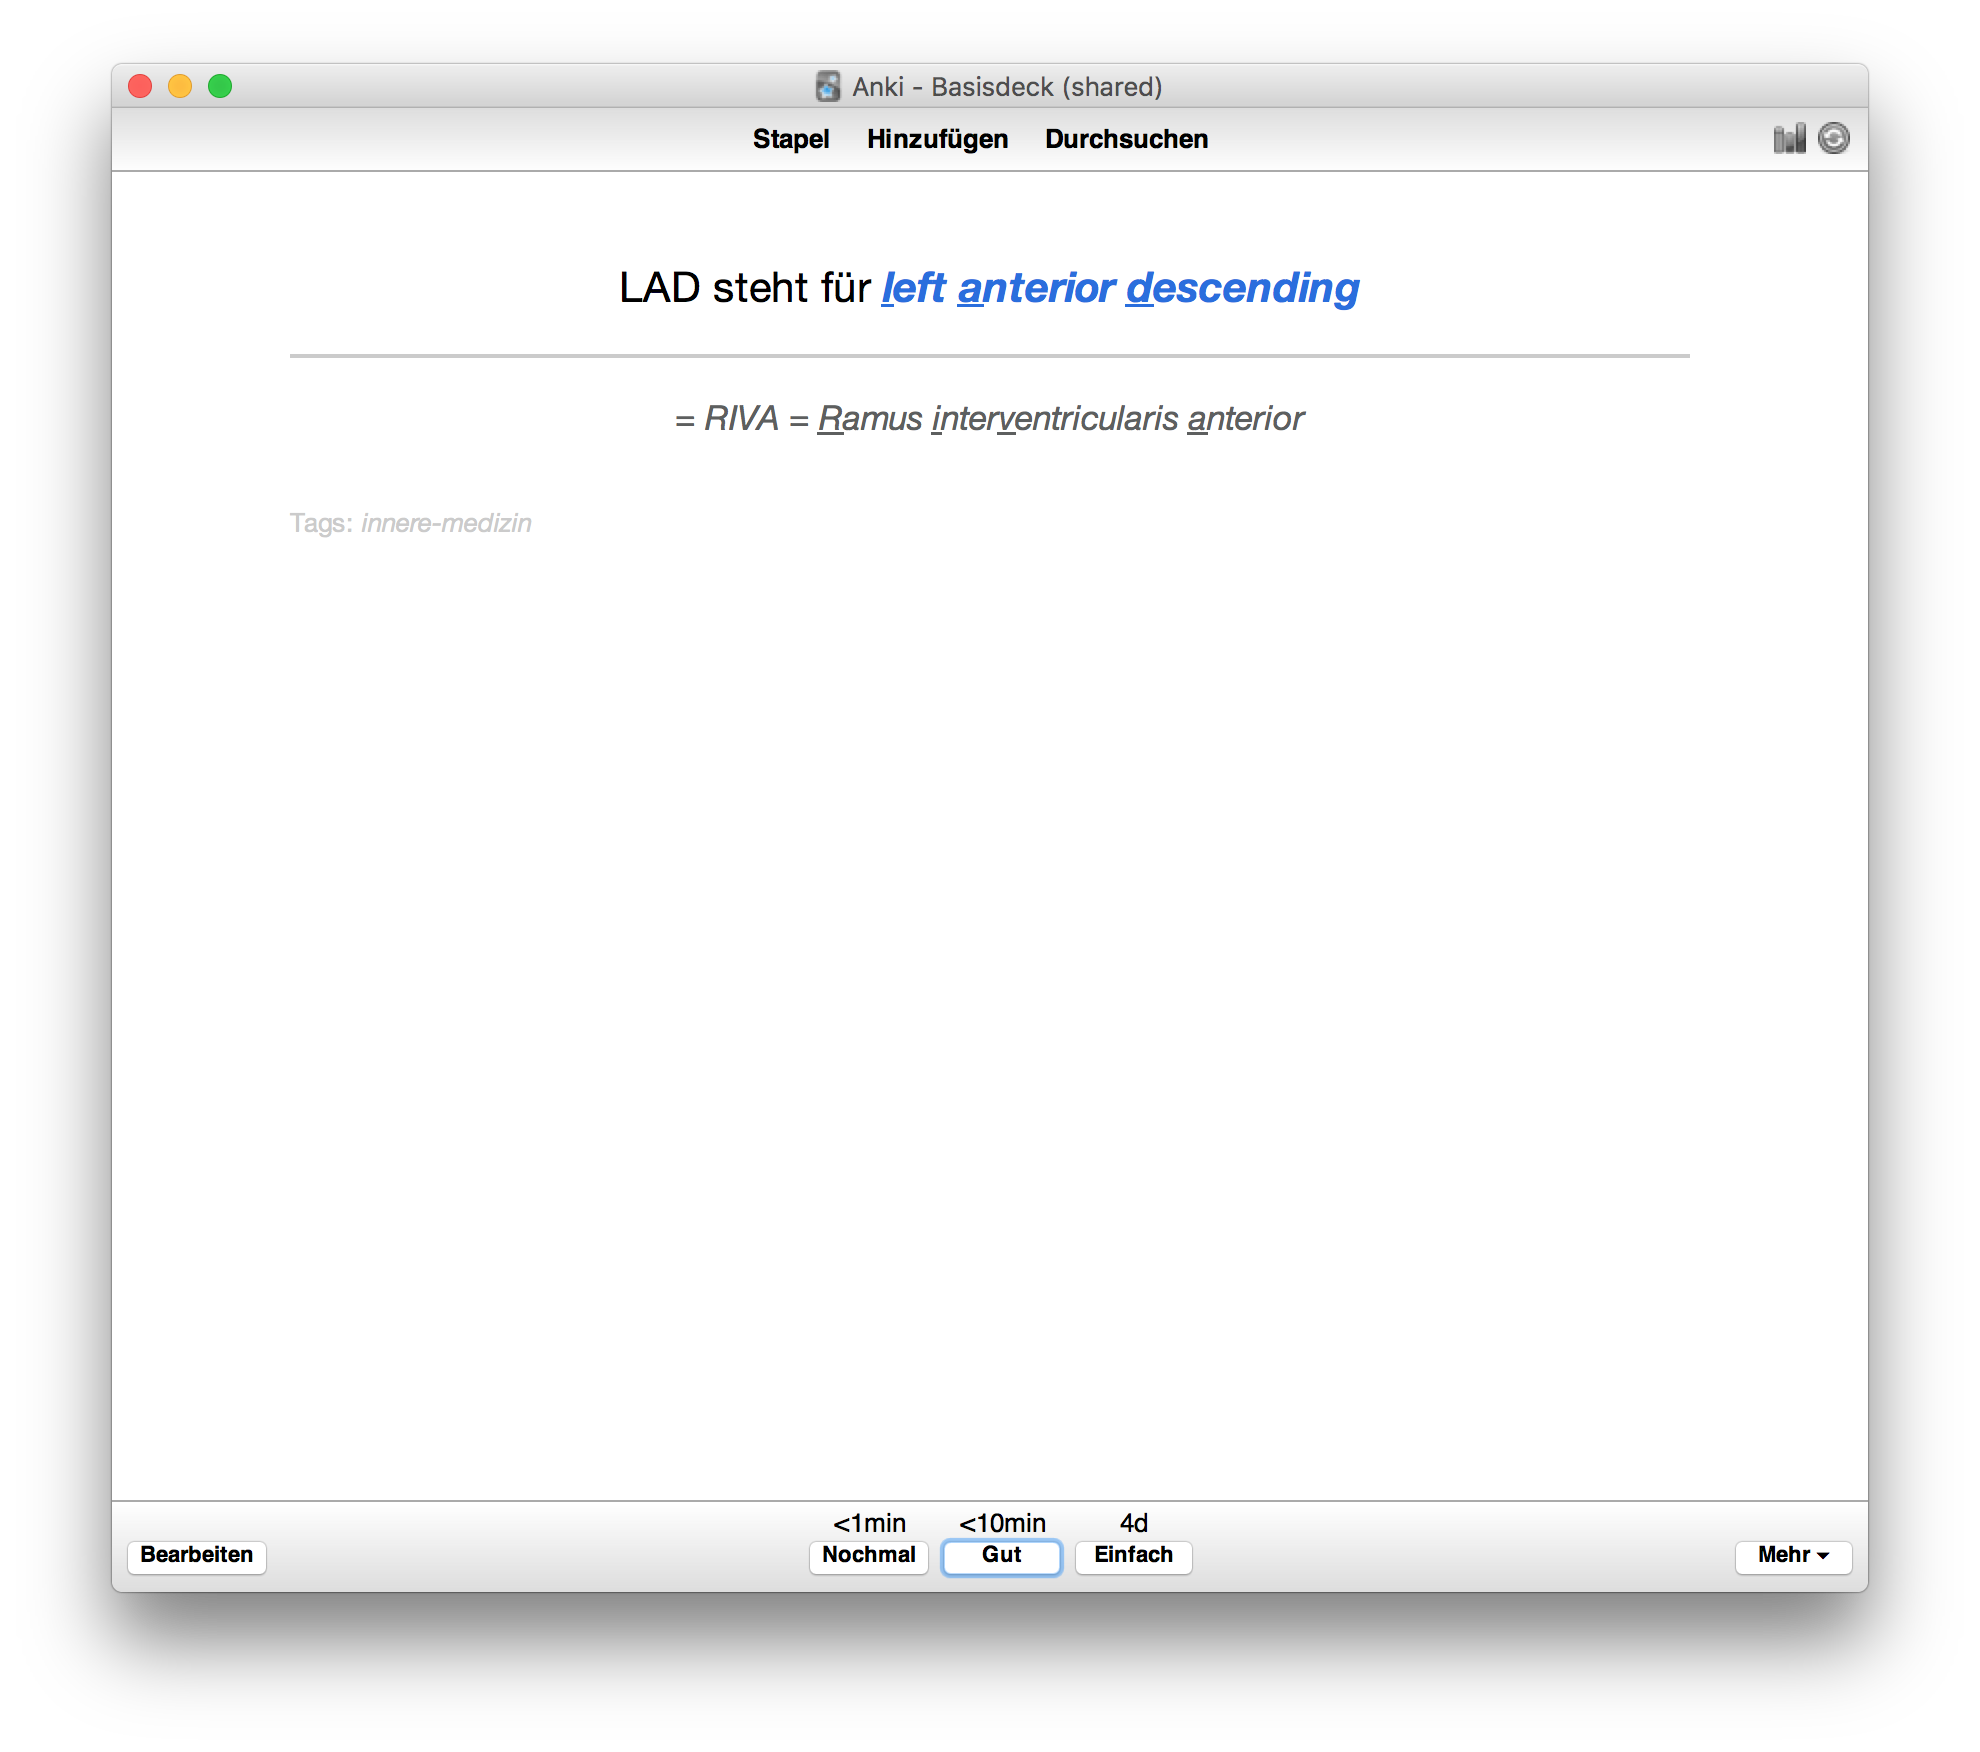 Anki - Basisdeck (shared)
Stapel Hinzufügen Durchsuchen
LAD steht für left anterior descending
= RIVA = Ramus interventricularis anterior
Tags: innere-medizin
<1min <10min 4d
Bearbeiten Nochmal Gut Einfach Mehr